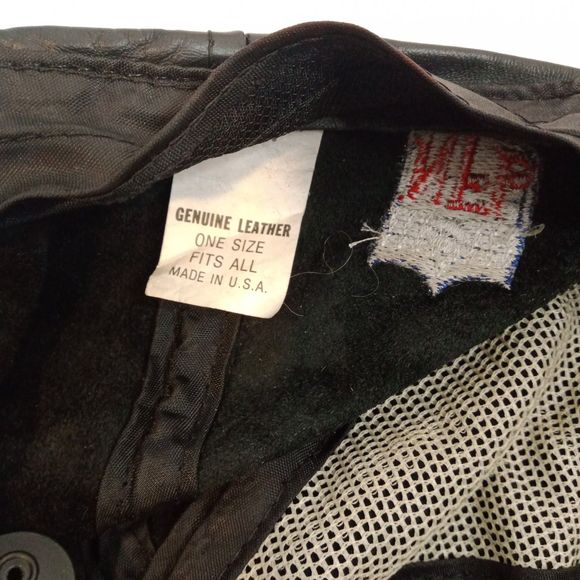 GENUINE LEATHER
ONE SIZE
FITS ALL
MADE IN U.S.A.